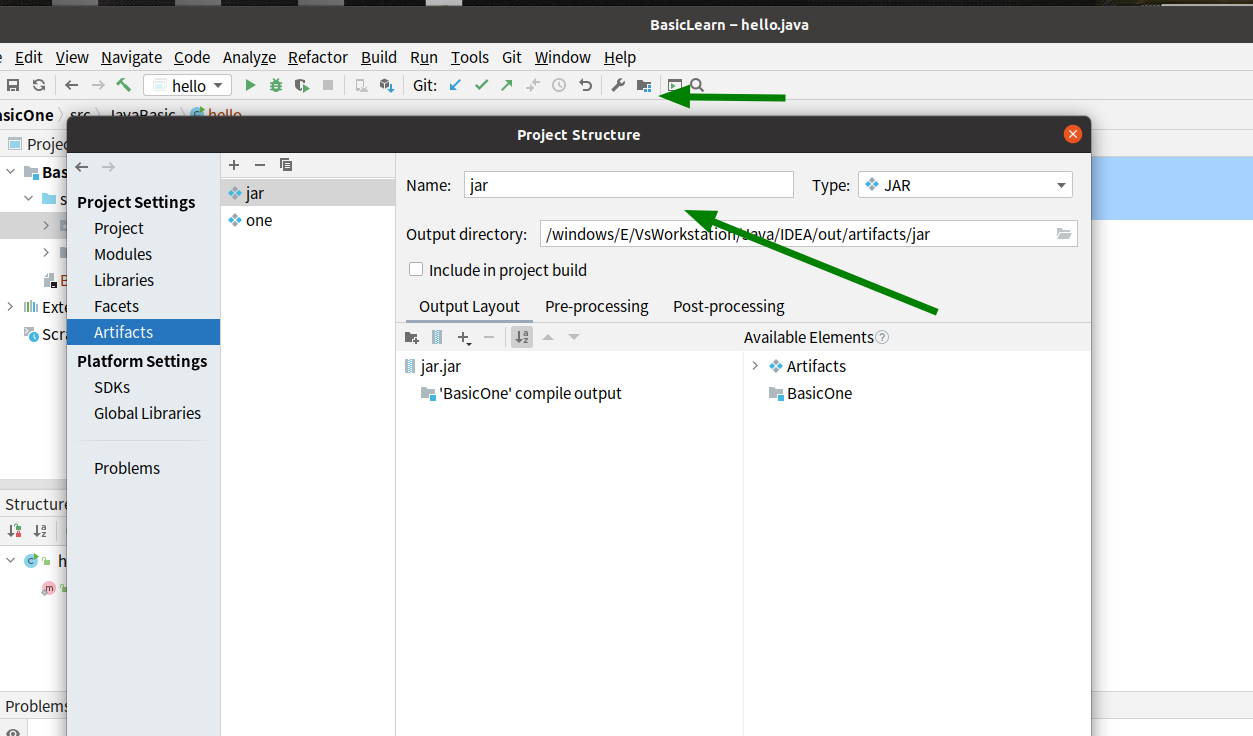 BasicLearn – hello.java
Edit View Navigate Code Analyze Refactor Build Run Tools Git Window Help
hello Git:
asicOne src JavaBasic hello
Project Structure
Projec
Bas
s
B
Exte
Scra
Structure
h
Problems
Project Settings
Project
Modules
Libraries
Facets
Artifacts
Platform Settings
SDKs
Global Libraries
Problems
jar
one
Name: jar Type: JAR
Output directory: /windows/E/VsWorkstation/Java/IDEA/out/artifacts/jar
Include in project build
Output Layout Pre-processing Post-processing
Available Elements
jar.jar
'BasicOne' compile output
Artifacts
BasicOne